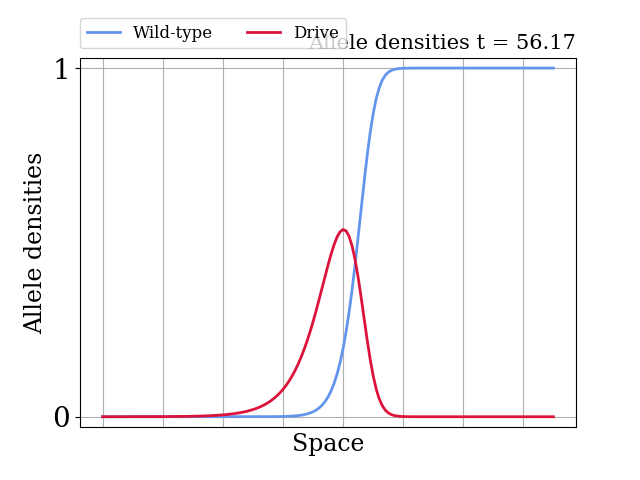 Wild-type Drive
Allele densities t = 56.17
1
Allele densities
0
Space